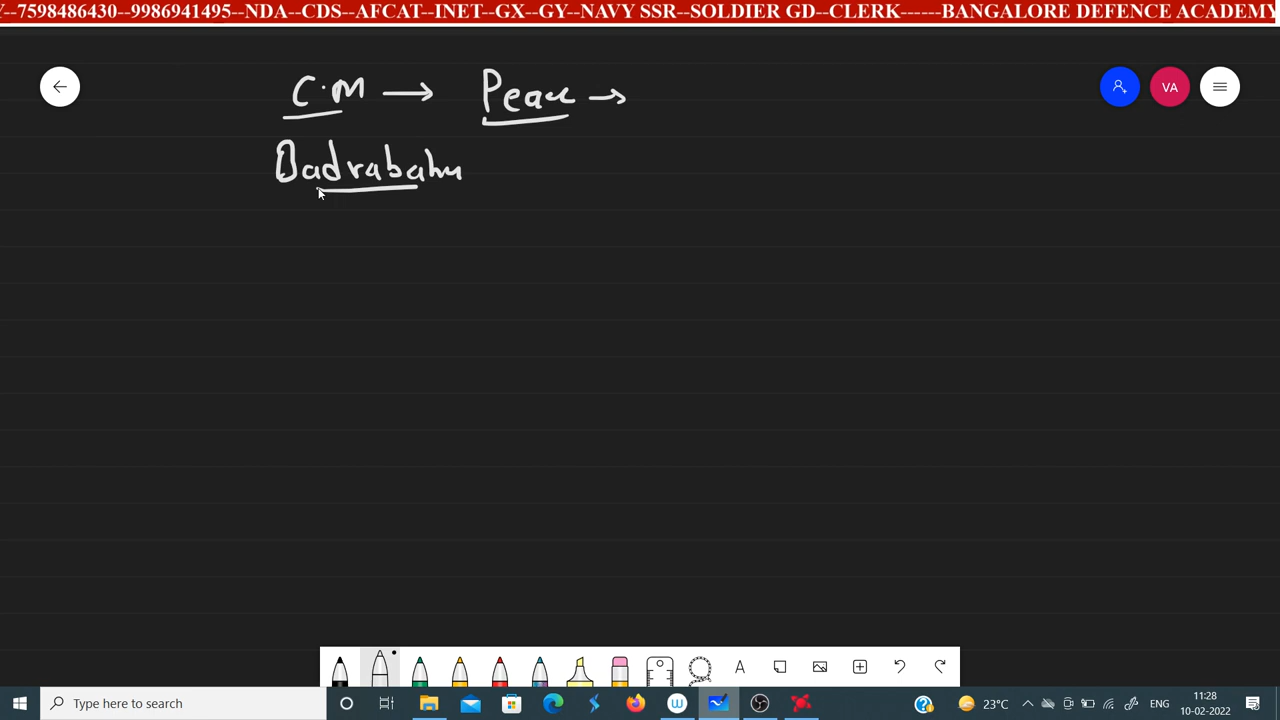 Y--7598486430--9986941495--NDA--CDS--AFCAT--INET--GX--GY--NAVY SSR--SOLDIER GD--CLERK------BANGALORE DEFENCE ACADEMY
C.M → Peace →
VA
Badrabahu
A
Type here to search
23°C
ENG
11:28
10-02-2022